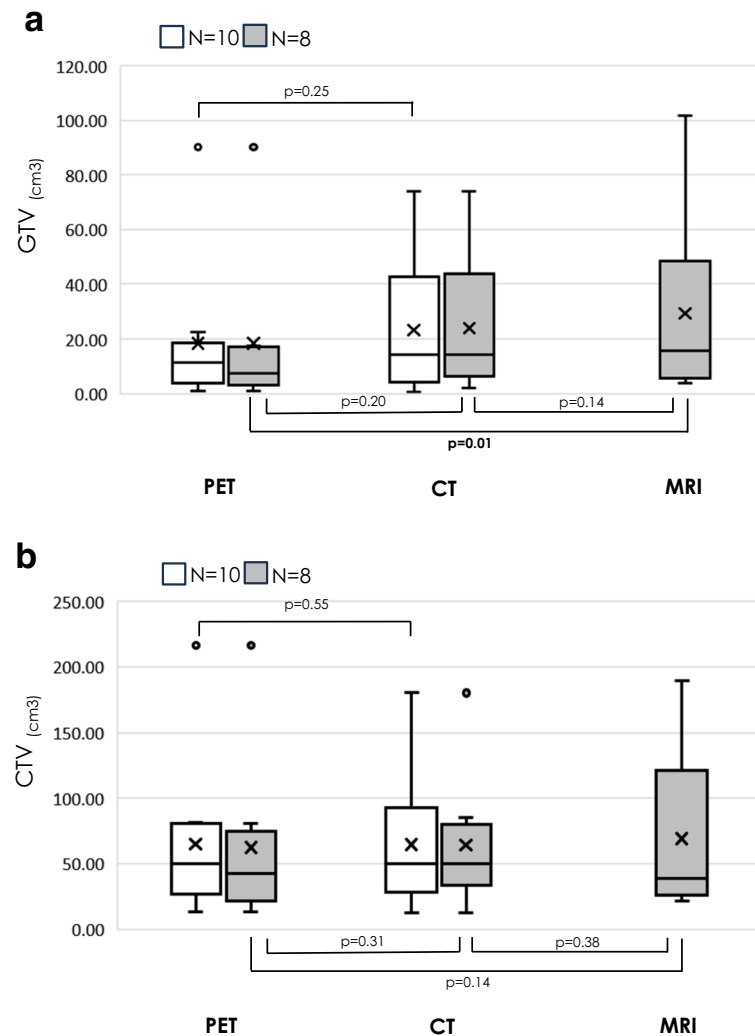 a
N=10 N=8
120.00
p=0.25
100.00
80.00
GTV (cm3)
60.00
40.00
20.00
0.00
p=0.20 p=0.14
p=0.01
PET CT MRI
b
N=10 N=8
250.00
p=0.55
200.00
150.00
CTV (cm3)
100.00
50.00
0.00
p=0.31 p=0.38
p=0.14
PET CT MRI